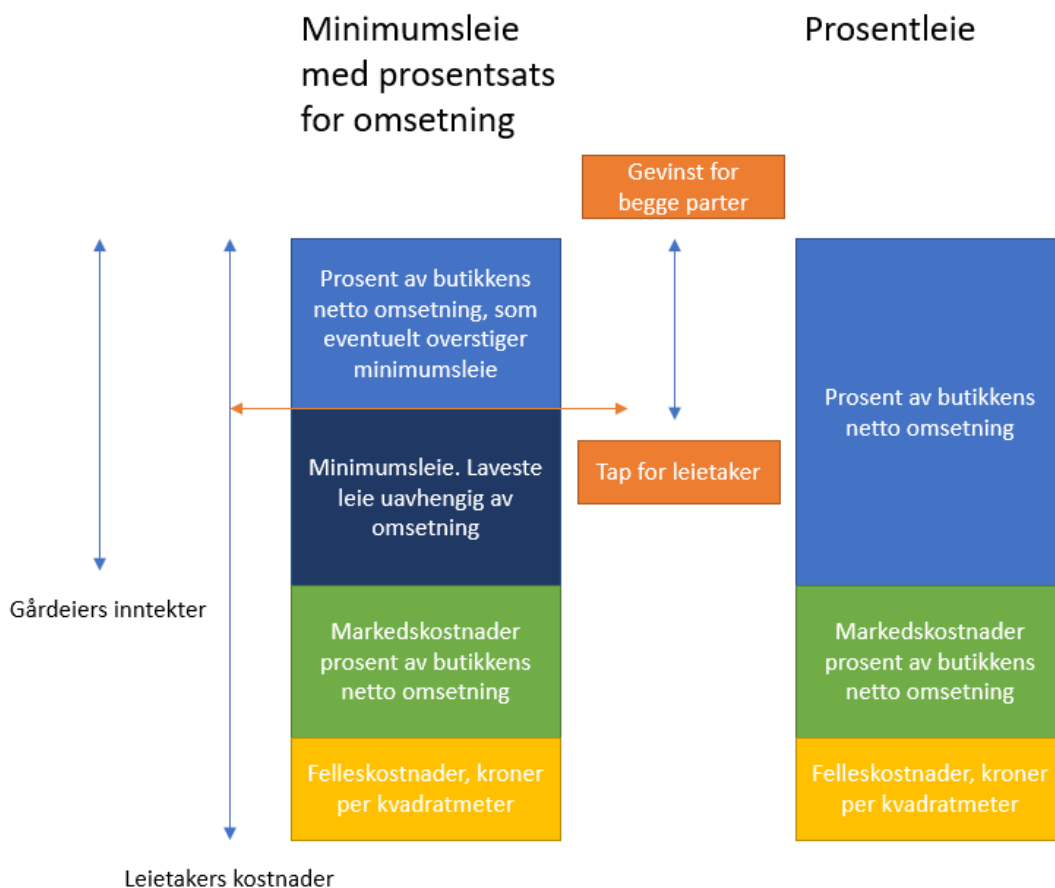 Minimumsleie
med prosentsats
for omsetning
Prosentleie
Gevinst for
begge parter
Prosent av butikkens
netto omsetning, som
eventuelt overstiger
minimumsleie
Prosent av butikkens
netto omsetning
Minimumsleie. Laveste
leie uavhengig av
omsetning
Tap for leietaker
Gårdeiers inntekter
Markedskostnader
prosent av butikkens
netto omsetning
Markedskostnader
prosent av butikkens
netto omsetning
Felleskostnader, kroner
per kvadratmeter
Felleskostnader, kroner
per kvadratmeter
Leietakers kostnader